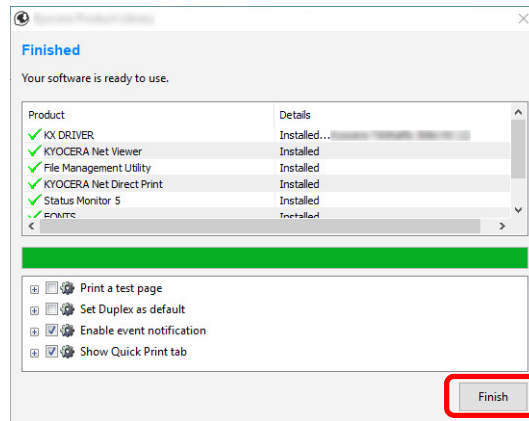 Finished
Your software is ready to use.
Product Details
KX DRIVER Installed...
KYOCERA Net Viewer Installed
File Management Utility Installed
KYOCERA Net Direct Print Installed
Status Monitor 5 Installed
FONTS Installed
Print a test page
Set Duplex as default
Enable event notification
Show Quick Print tab
Finish